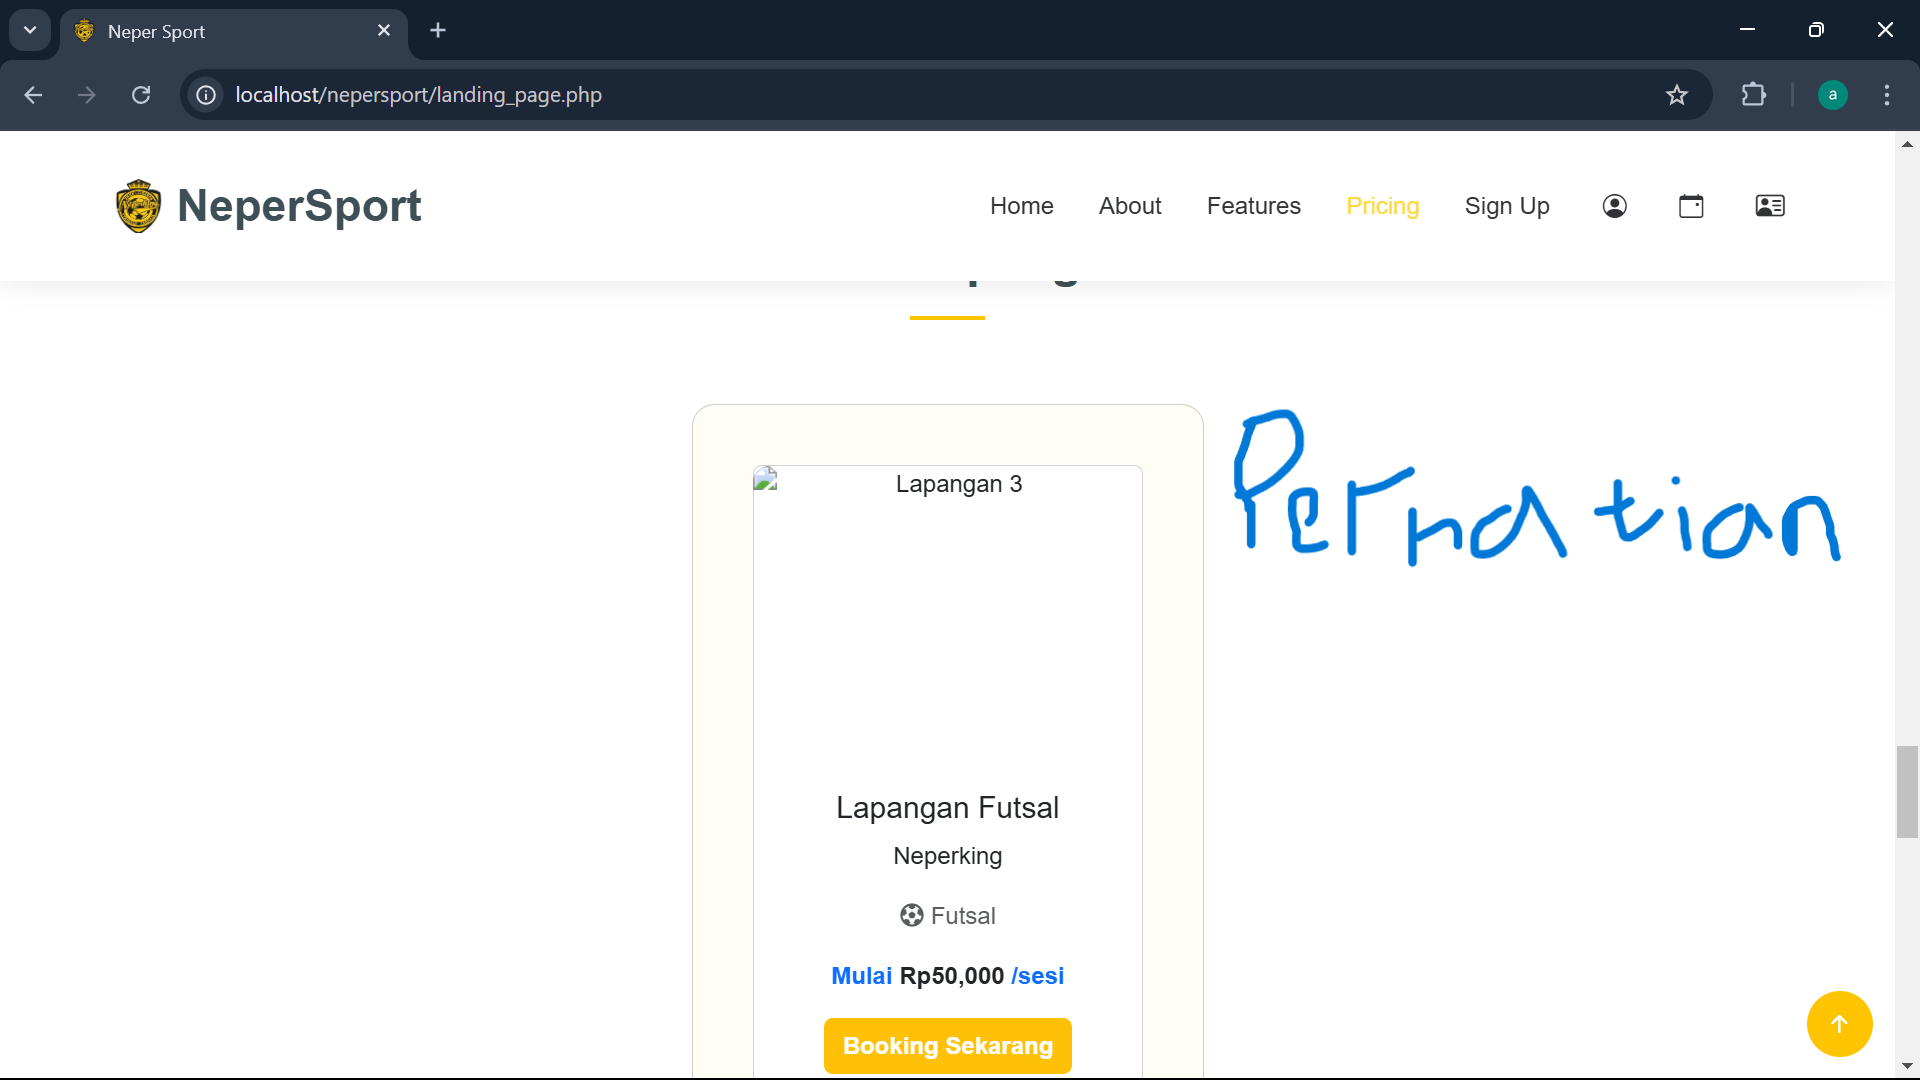 Neper Sport
localhost/nepersport/landing_page.php
a
NeperSport
Home About Features Pricing Sign Up
Lapangan 3
Perhatian
Lapangan Futsal
Neperking
Futsal
Mulai Rp50,000 /sesi
Booking Sekarang